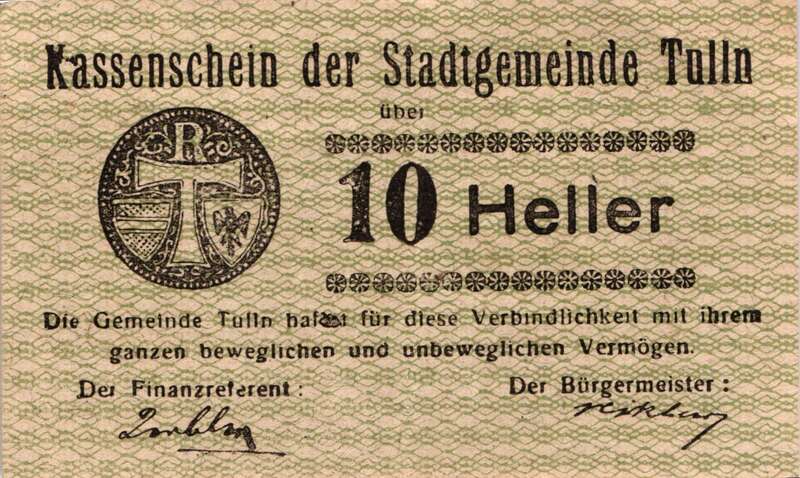 Kassenschein der Stadtgemeinde Tulln
über
R
10 Heller
Die Gemeinde Tulln haftet für diese Verbindlichkeit mit ihrem
ganzen beweglichen und unbeweglichen Vermögen.
Der Finanzreferent:
Der Bürgermeister: